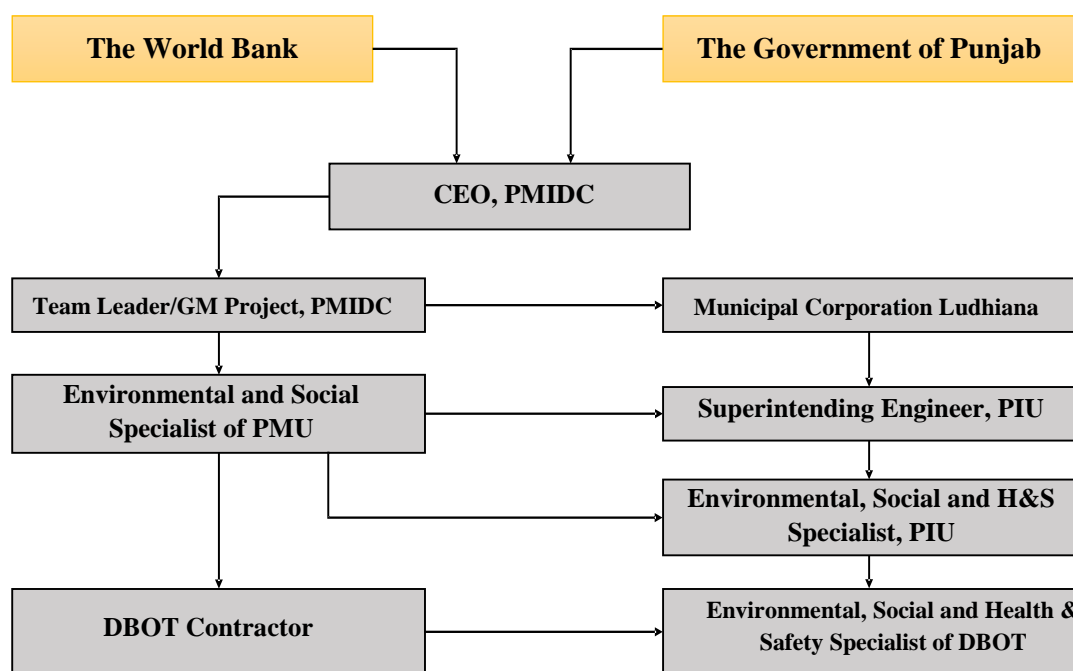 The World Bank
The Government of Punjab
CEO, PMIDC
Team Leader/GM Project, PMIDC
Municipal Corporation Ludhiana
Environmental and Social
Specialist of PMU
Superintending Engineer, PIU
Environmental, Social and H&S
Specialist, PIU
DBOT Contractor
Environmental, Social and Health &
Safety Specialist of DBOT